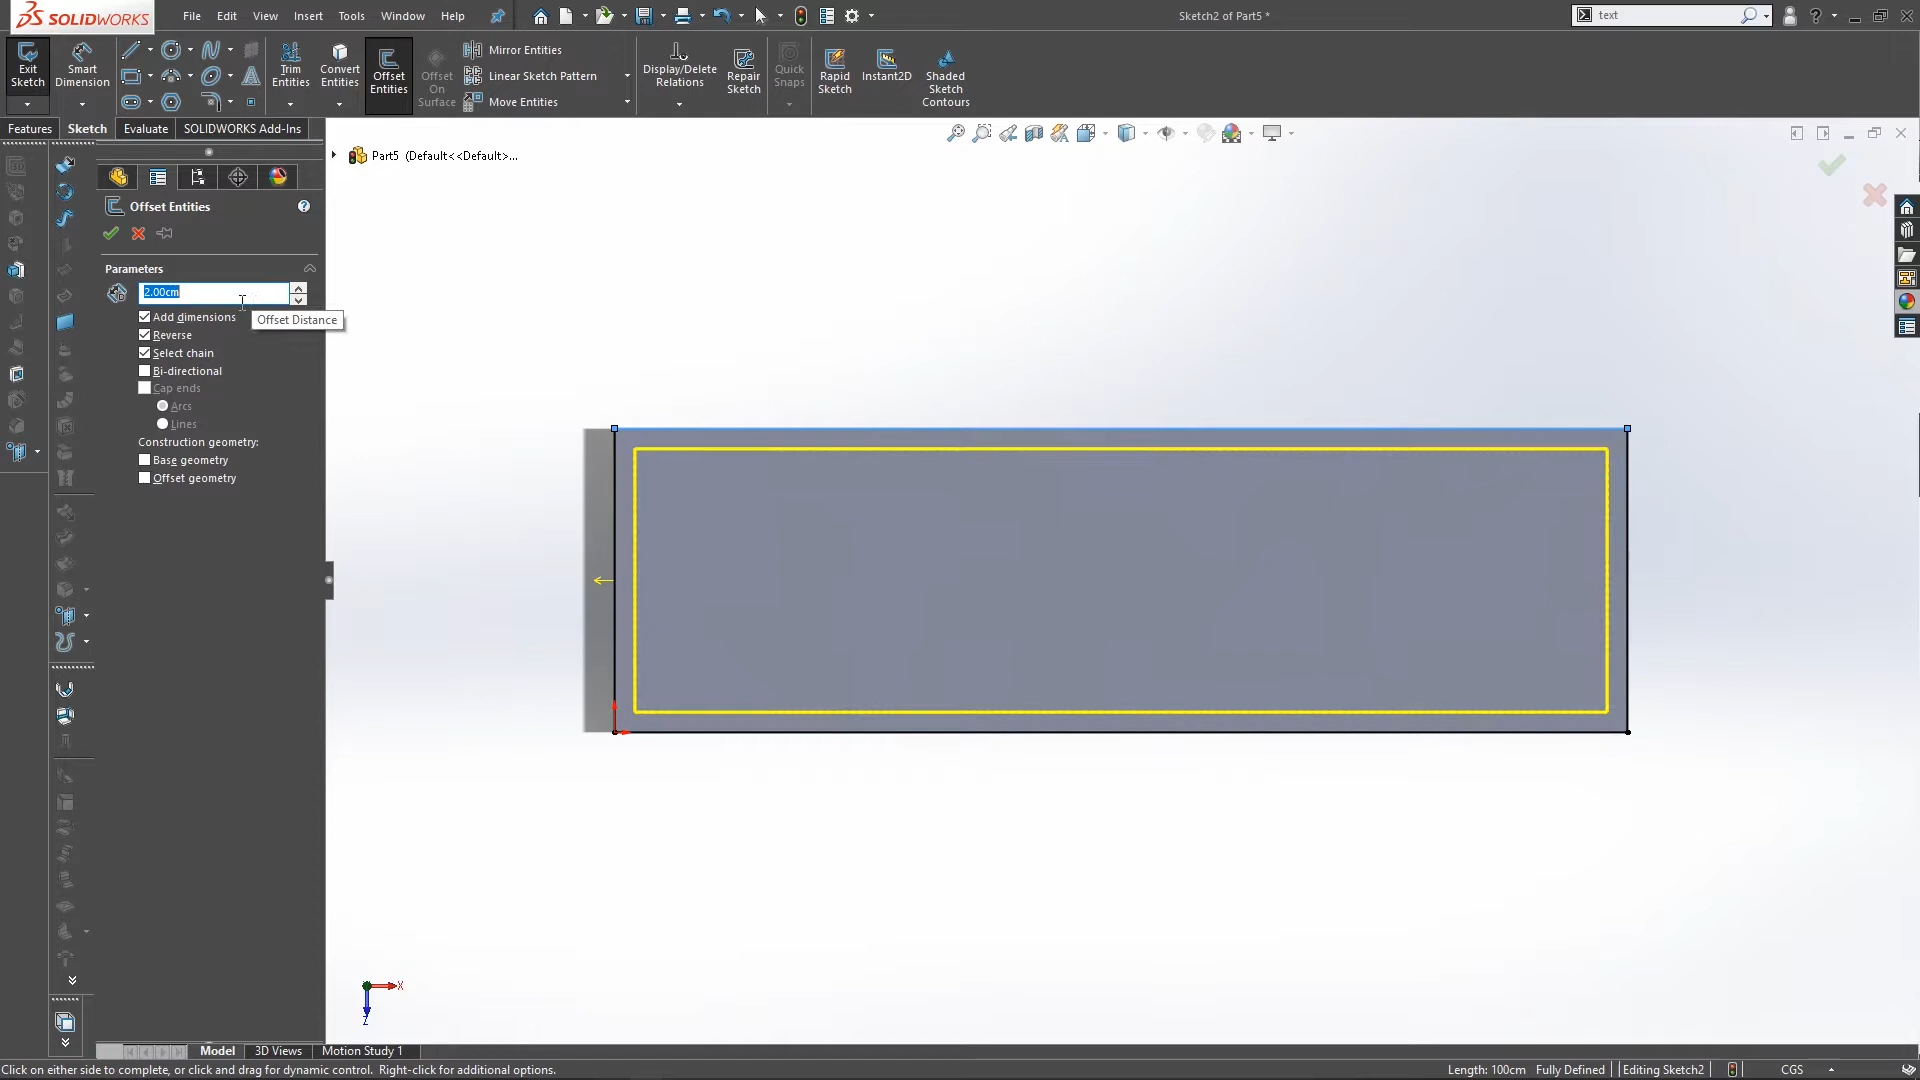 SOLIDWORKS
File Edit View Insert Tools Window Help
Sketch2 of Part5 *
text
Exit Sketch
Smart Dimension
Trim Entities
Convert Entities
Offset Entities
Offset On Surface
Mirror Entities
Linear Sketch Pattern
Move Entities
Display/Delete Relations
Repair Sketch
Quick Snaps
Rapid Sketch
Instant2D
Shaded Sketch Contours
Features Sketch Evaluate SOLIDWORKS Add-Ins
Part5 (Default<<Default>...
Offset Entities
Parameters
2.00cm
Add dimensions
Offset Distance
Reverse
Select chain
Bi-directional
Cap ends
Arcs
Lines
Construction geometry:
Base geometry
Offset geometry
X
Z
Model 3D Views Motion Study 1
Click on either side to complete, or click and drag for dynamic control. Right-click for additional options.
Length: 100cm Fully Defined Editing Sketch2 CGS